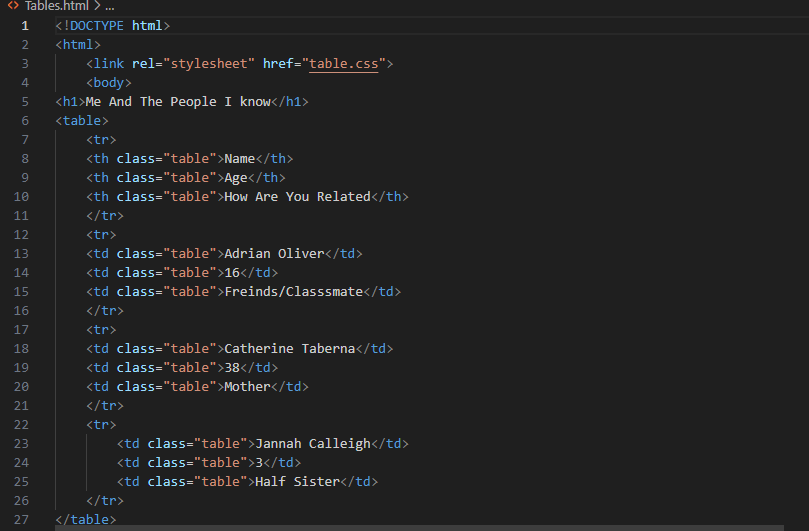 Tables.html > ...
1 <!DOCTYPE html>
2 <html>
3     <link rel="stylesheet" href="table.css">
4     <body>
5 <h1>Me And The People I know</h1>
6 <table>
7     <tr>
8     <th class="table">Name</th>
9     <th class="table">Age</th>
10     <th class="table">How Are You Related</th>
11     </tr>
12     <tr>
13     <td class="table">Adrian Oliver</td>
14     <td class="table">16</td>
15     <td class="table">Freinds/Classsmate</td>
16     </tr>
17     <tr>
18     <td class="table">Catherine Taberna</td>
19     <td class="table">38</td>
20     <td class="table">Mother</td>
21     </tr>
22     <tr>
23         <td class="table">Jannah Calleigh</td>
24         <td class="table">3</td>
25         <td class="table">Half Sister</td>
26     </tr>
27 </table>